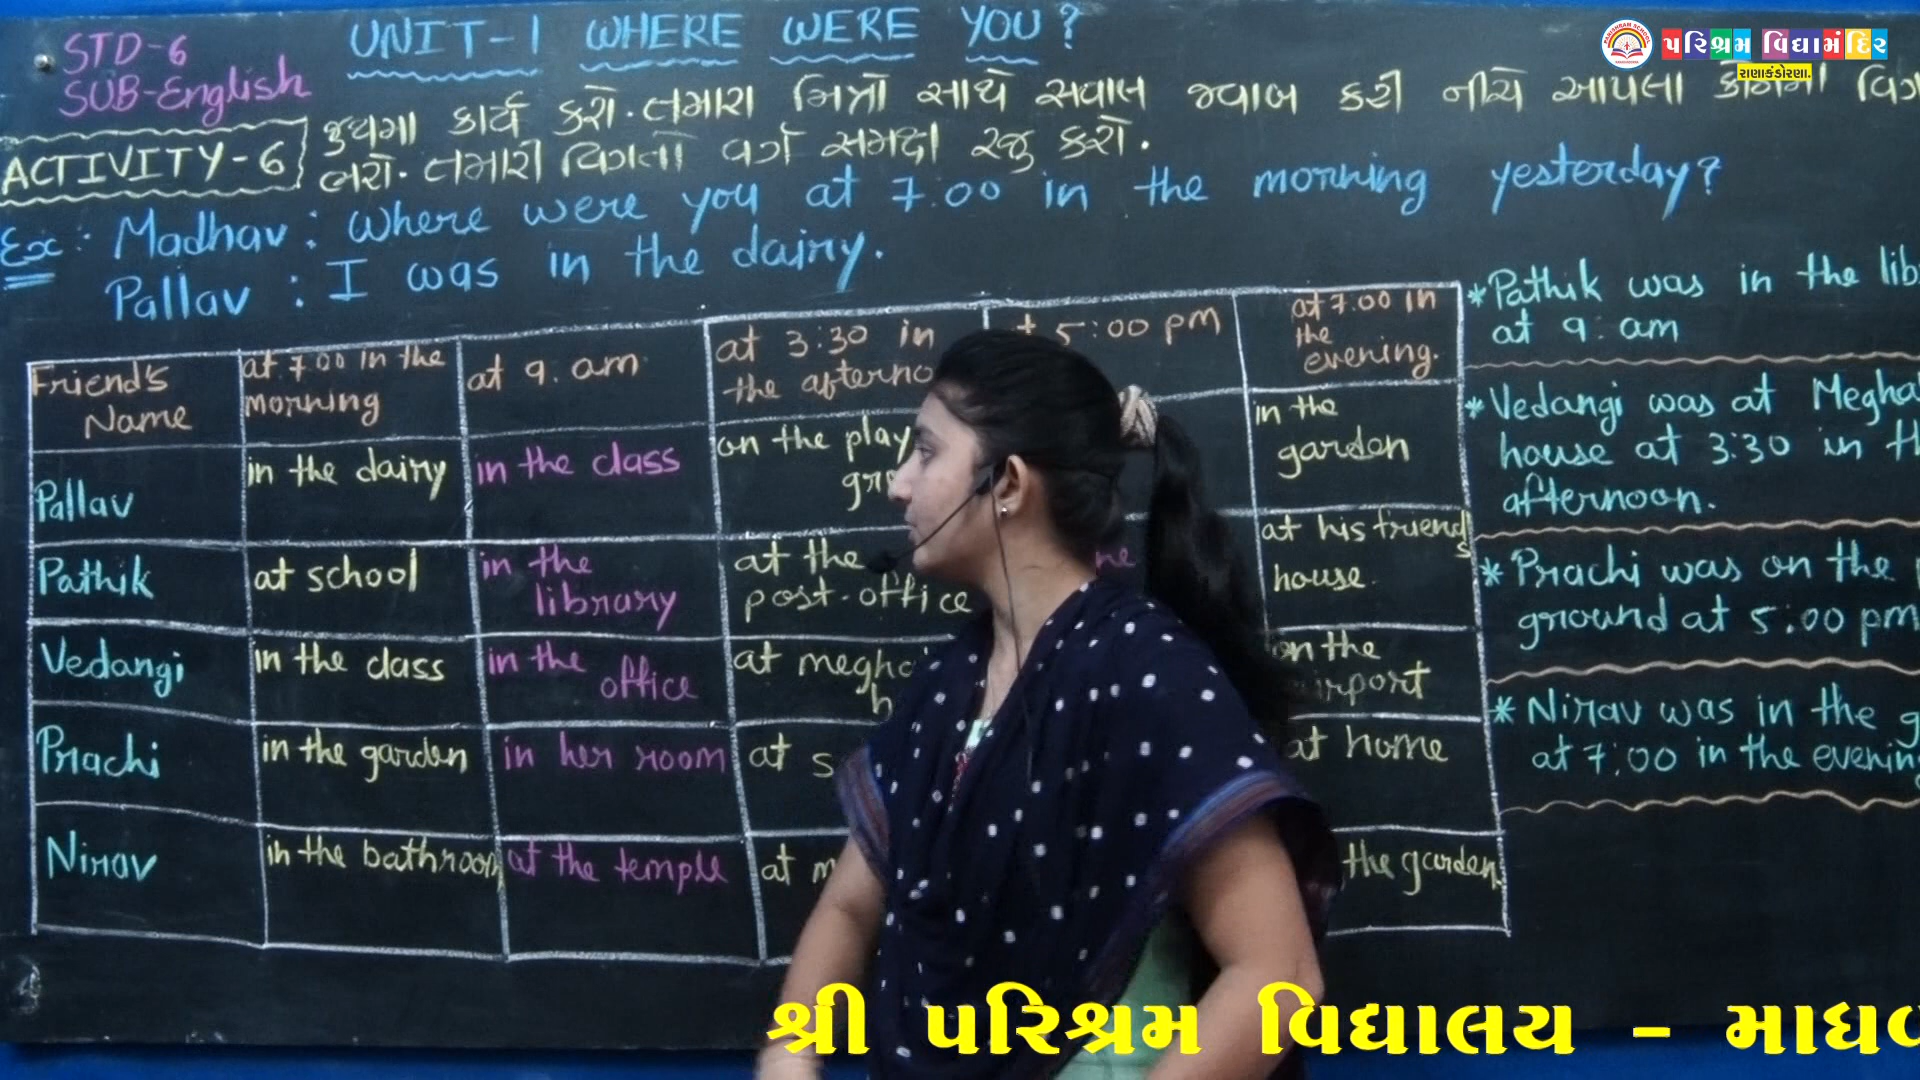 STD-6
SUB-English
UNIT-1 WHERE WERE YOU?
પરિશ્રમ વિદ્યામંદિર
રાણાકંડોરણા.
ACTIVITY-6
જુથમા કાર્ય કરો. તમારા મિત્રો સાથે સવાલ જવાબ કરી નીચે આપેલા
ભરો. તમારી વિગતો વર્ગ સમક્ષ રજુ કરો.
Ex: Madhav: Where were you at 7:00 in the morning yesterday?
Pallav : I was in the dairy.
Friend's Name
at 7.00 in the morning
at 9. am
at 3:30 in the
5:00 pm
at 7.00 in the evening.
Pallav
in the dairy
in the class
on the play
in the garden
Pathik
at school
in the library
at the post-office
at his friends house.
Vedangi
in the class
in the office
at
on the
Prachi
in the garden
in her room
at
at home
Nirav
in the bathroom
at the temple
at
the garden.
*Pathik was in the
at 9. am
*Vedangi was at
house at 3:30 in
afternoon.
* Prachi was on the
ground at 5:00 pm
* Nirav was in the
at 7:00 in the evening
શ્રી પરિશ્રમ વિદ્યાલય -